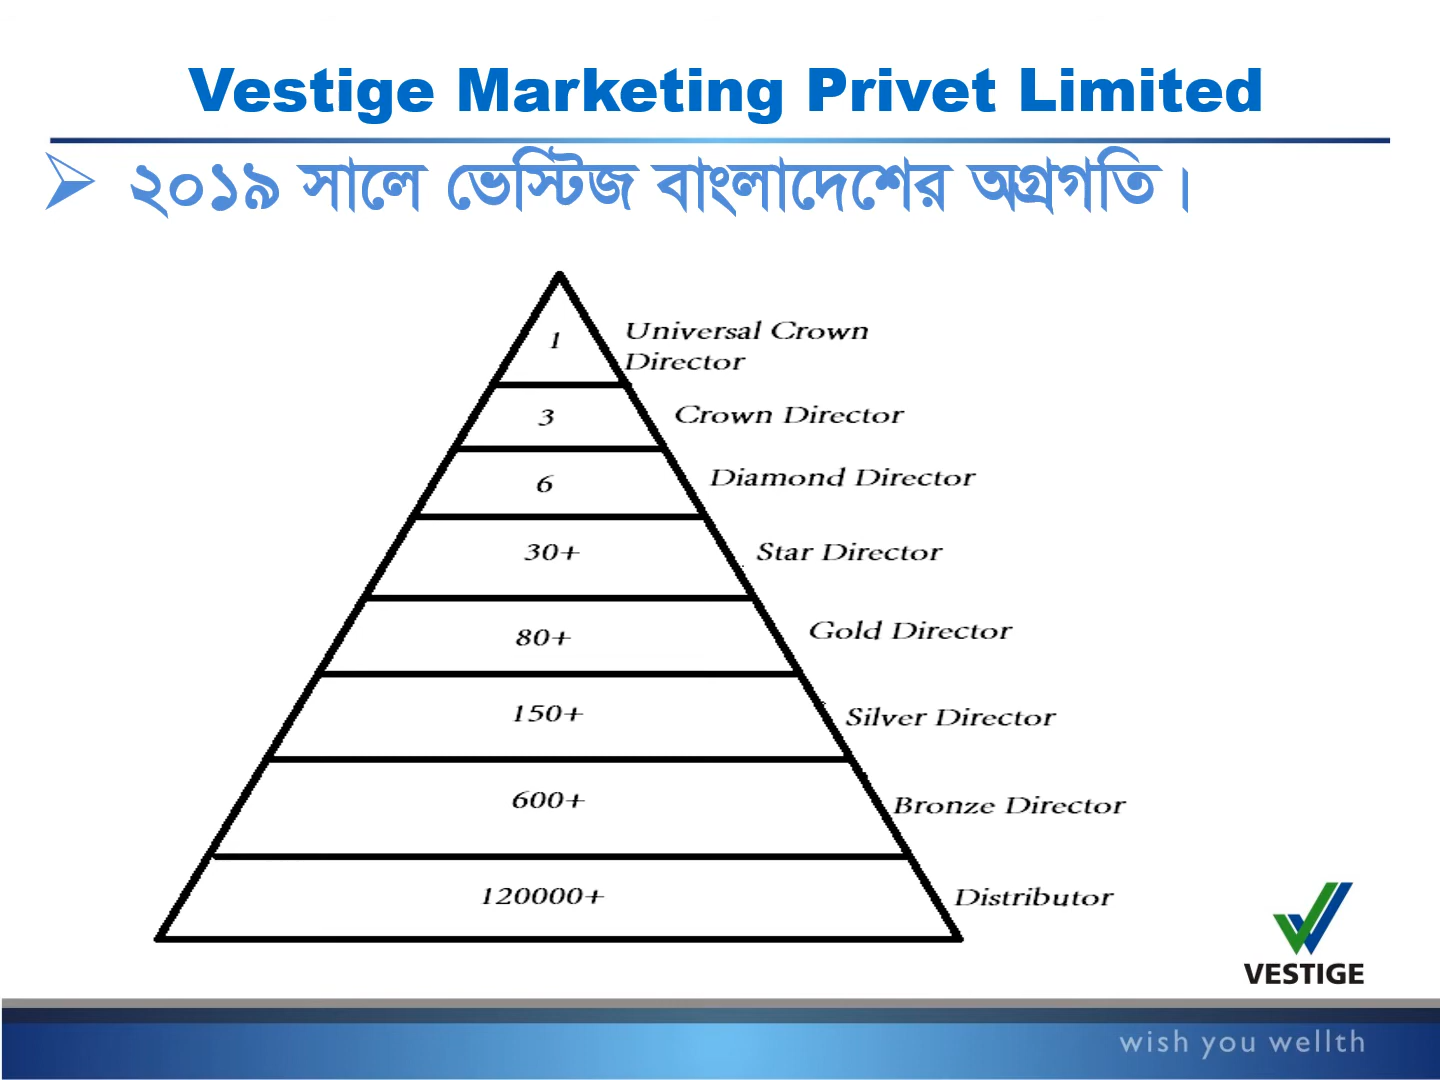 Vestige Marketing Privet Limited
২০১৯ সালে ভেস্টিজ বাংলাদেশের অগ্রগতি।
1
Universal Crown
Director
3
Crown Director
6
Diamond Director
30+
Star Director
80+
Gold Director
150+
Silver Director
600+
Bronze Director
120000+
Distributor
VESTIGE
wish you wellth